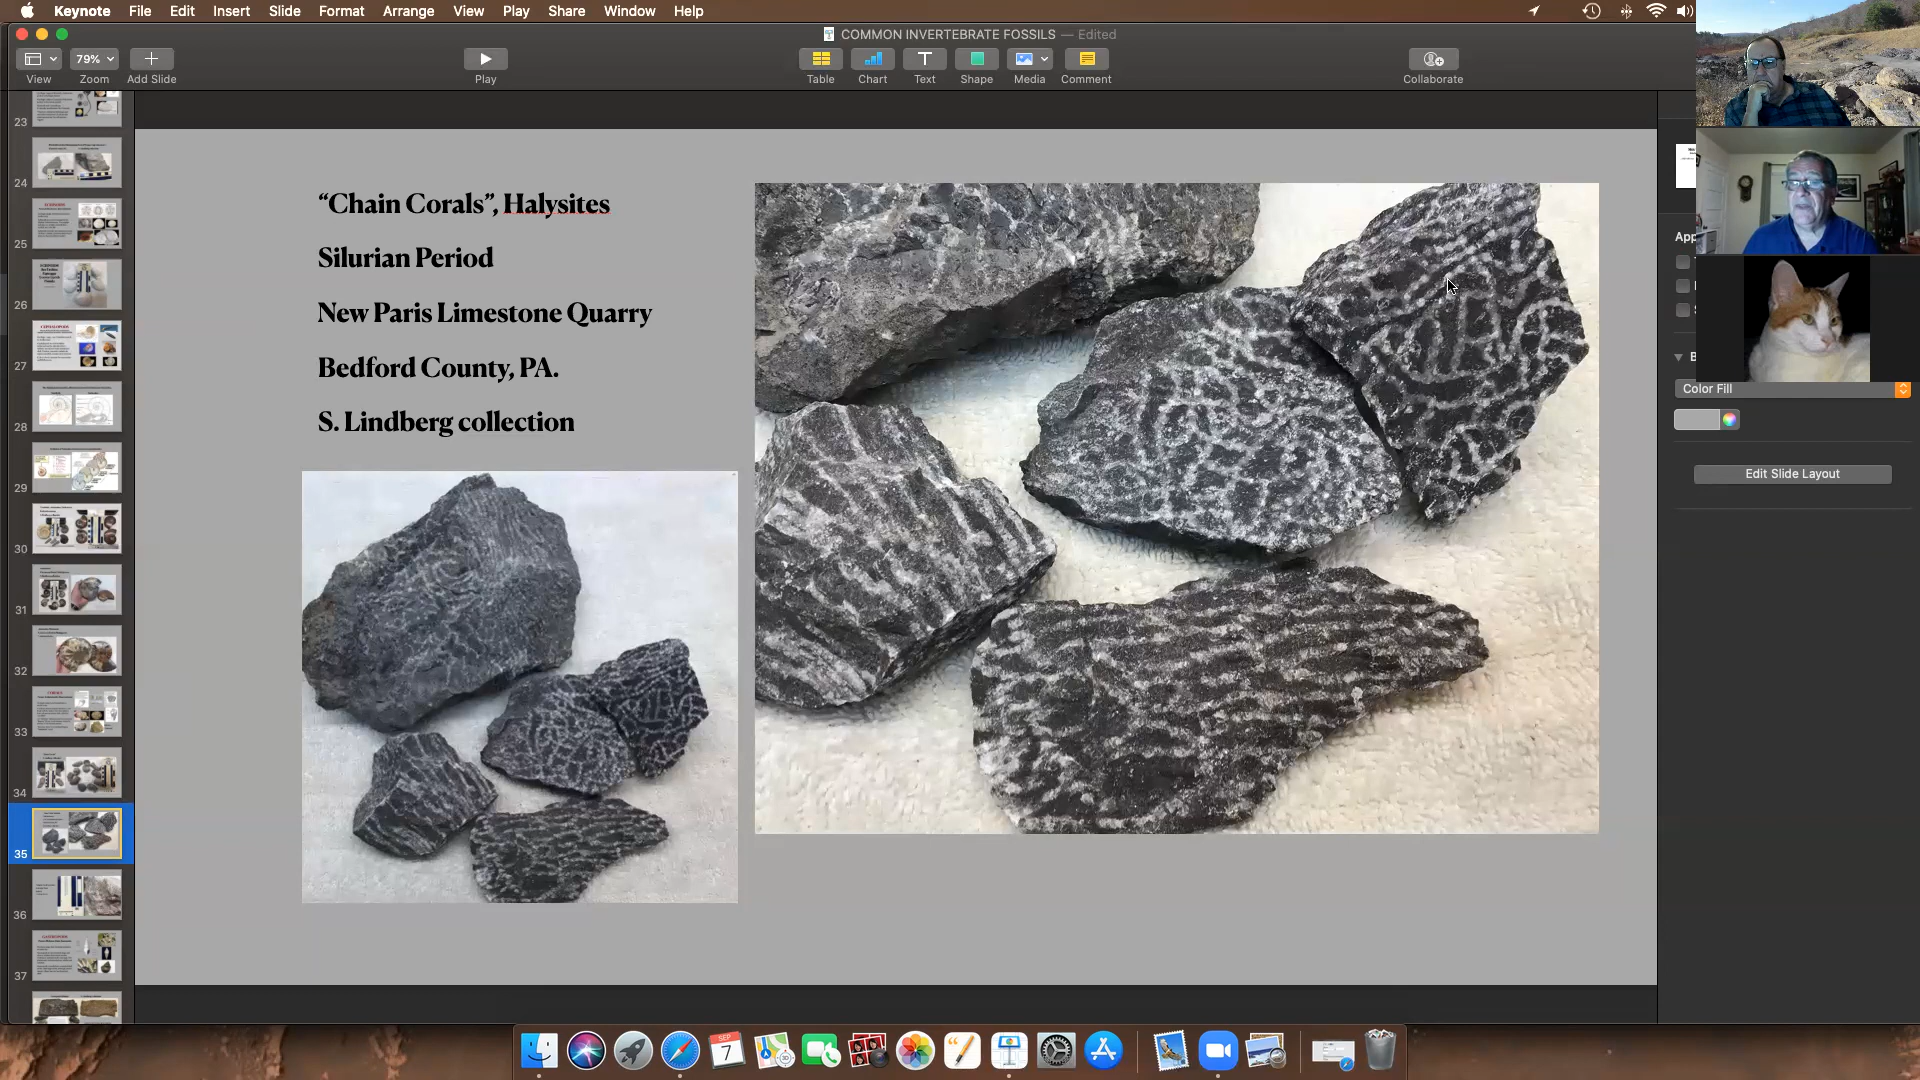 Keynote File Edit Insert Slide Format Arrange View Play Share Window Help
COMMON INVERTEBRATE FOSSILS — Edited
79%
View Zoom Add Slide Play Table Chart Text Shape Media Comment Collaborate
23
24
25
26
27
28
29
30
31
32
33
34
35
36
37
“Chain Corals”, Halysites
Silurian Period
New Paris Limestone Quarry
Bedford County, PA.
S. Lindberg collection
App
B
Color Fill
Edit Slide Layout
SEP
7